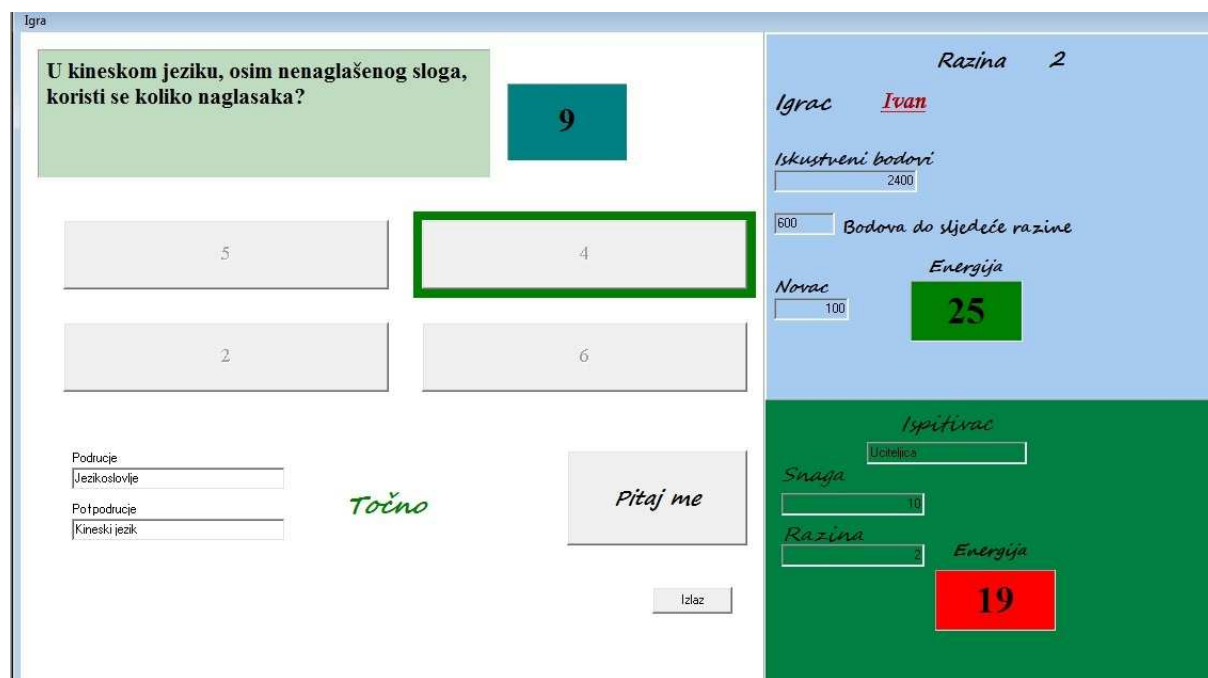 Igra
U kineskom jeziku, osim nenaglašenog sloga,
koristi se koliko naglasaka?
9
5
4
2
6
Podrucje
Jezikoslovlje
Potpodrucje
Kineski jezik
Točno
Pitaj me
Izlaz
Razina 2
Igrac Ivan
Iskustveni bodovi
2400
600 Bodova do sljedeće razine
Energija
Novac
100
25
Ispitivac
Uciteljica
Snaga
10
Razina
2
Energija
19